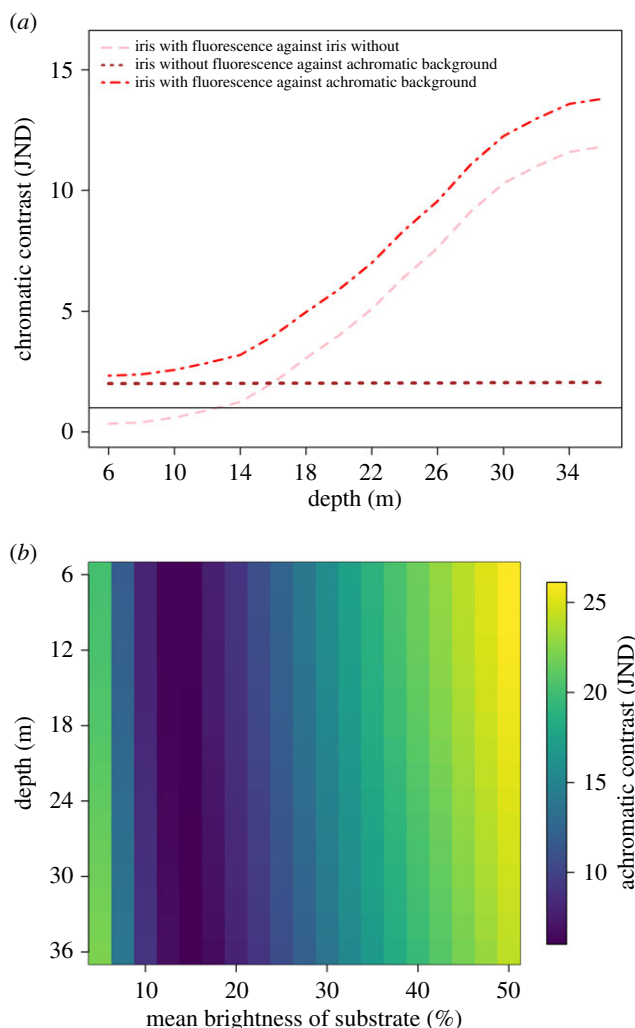 (a)
15
10
5
0
chromatic contrast (JND)
iris with fluorescence against iris without
iris without fluorescence against achromatic background
iris with fluorescence against achromatic background
6 10 14 18 22 26 30 34
depth (m)
(b)
6
12
18
24
30
36
depth (m)
10 20 30 40 50
mean brightness of substrate (%)
25
20
15
10
achromatic contrast (JND)